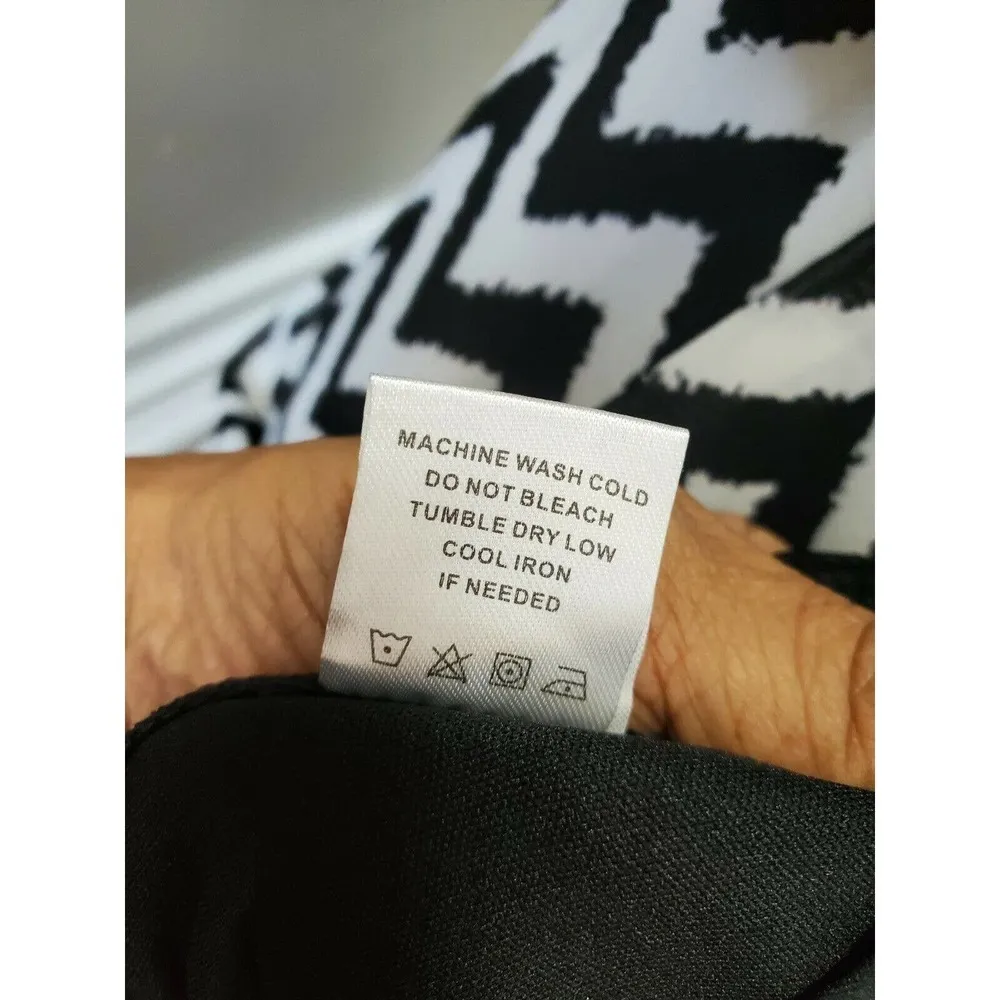 MACHINE WASH COLD
DO NOT BLEACH
TUMBLE DRY LOW
COOL IRON
IF NEEDED